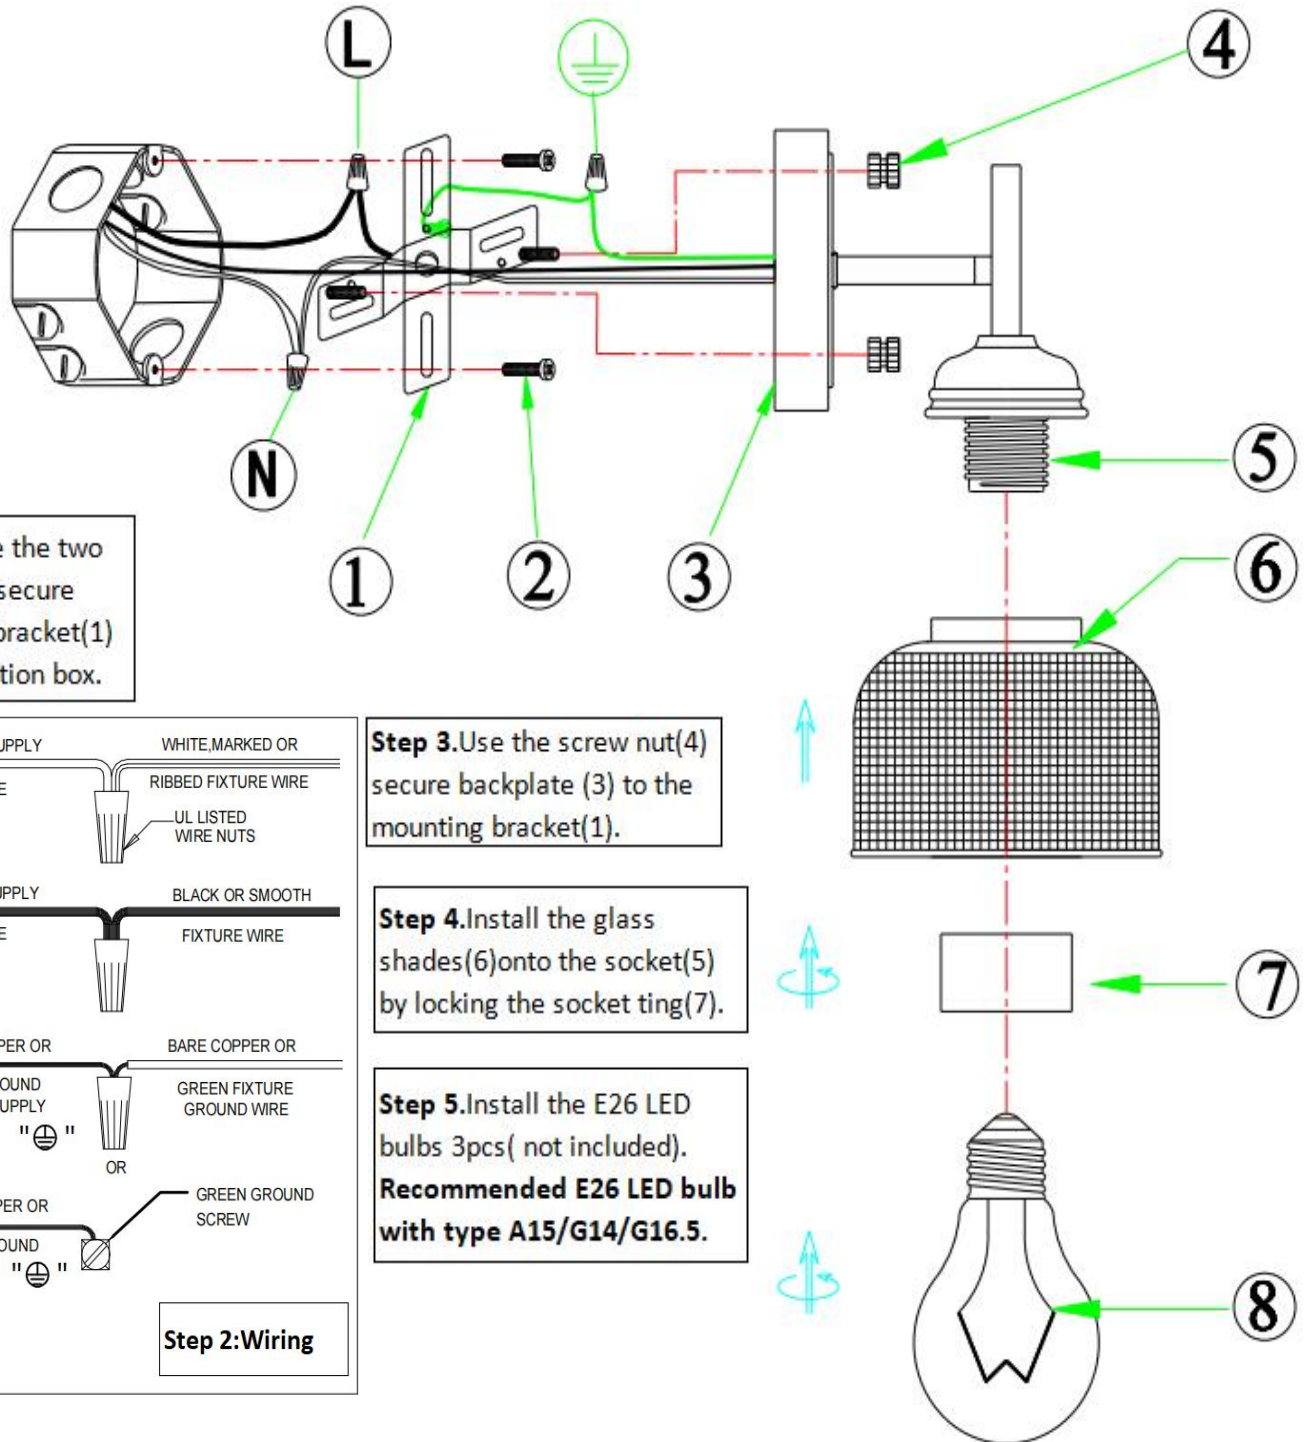 L
4
N
5
1
2
3
6
e the two
secure
bracket(1)
tion box.
UPPLY
WHITE,MARKED OR
E
RIBBED FIXTURE WIRE
UL LISTED
WIRE NUTS
UPPLY
BLACK OR SMOOTH
E
FIXTURE WIRE
PER OR
BARE COPPER OR
OUND
UPPLY
GREEN FIXTURE
GROUND WIRE
" "
OR
PER OR
GREEN GROUND
SCREW
OUND
" "
Step 2:Wiring
Step 3.Use the screw nut(4)
secure backplate (3) to the
mounting bracket(1).
Step 4.Install the glass
shades(6)onto the socket(5)
by locking the socket ting(7).
Step 5.Install the E26 LED
bulbs 3pcs( not included).
Recommended E26 LED bulb
with type A15/G14/G16.5.
7
8